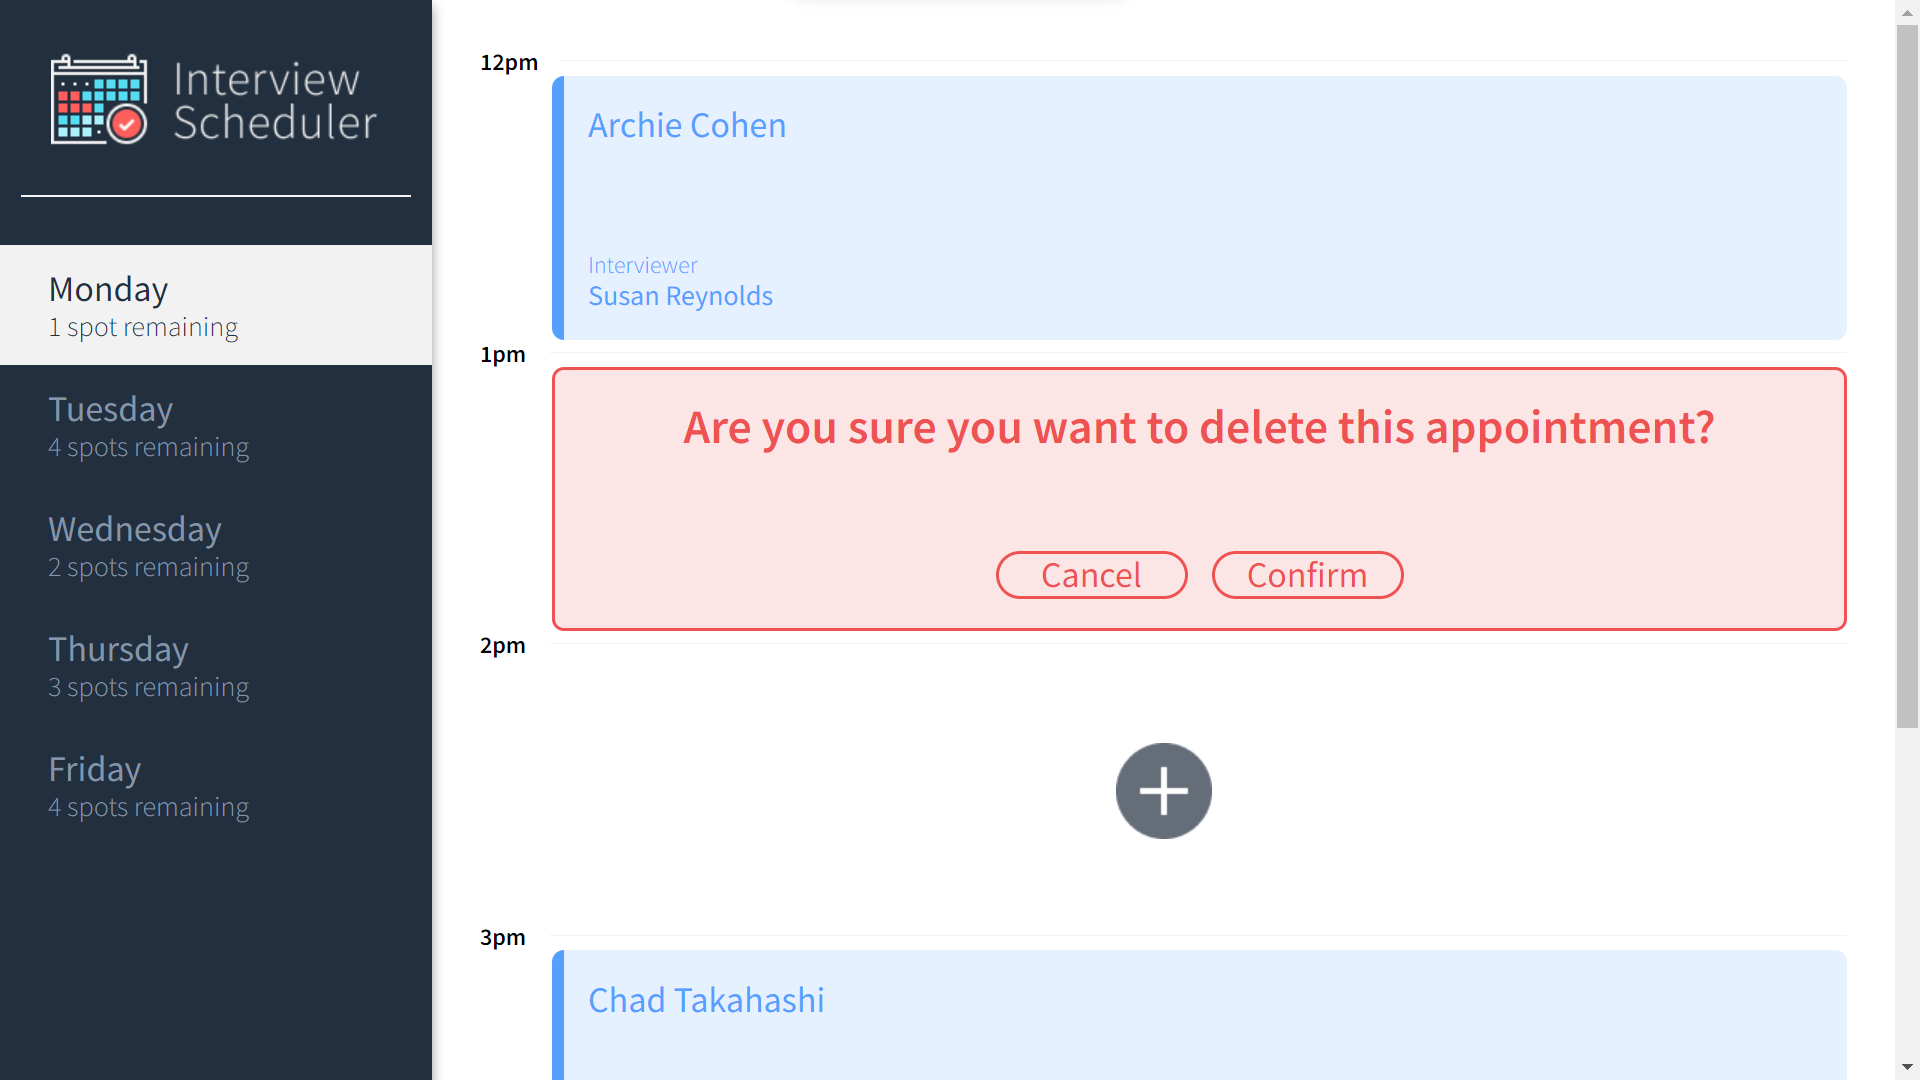 Interview
Scheduler
Monday
1 spot remaining
Tuesday
4 spots remaining
Wednesday
2 spots remaining
Thursday
3 spots remaining
Friday
4 spots remaining
12pm
Archie Cohen
Interviewer
Susan Reynolds
1pm
Are you sure you want to delete this appointment?
Cancel Confirm
2pm
3pm
Chad Takahashi